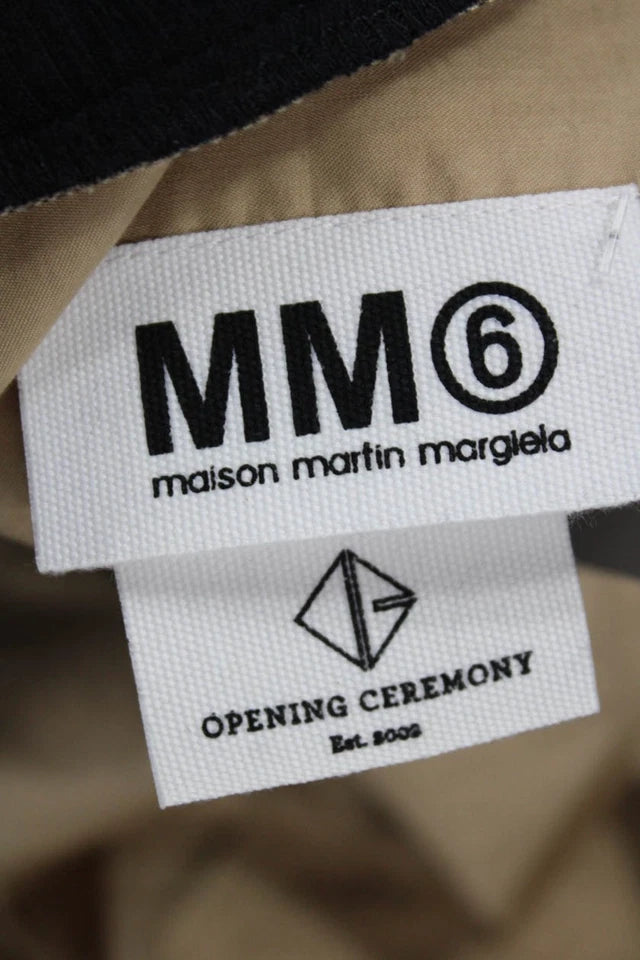 MM⑥
maison martin margiela
OPENING CEREMONY
Est. 2002